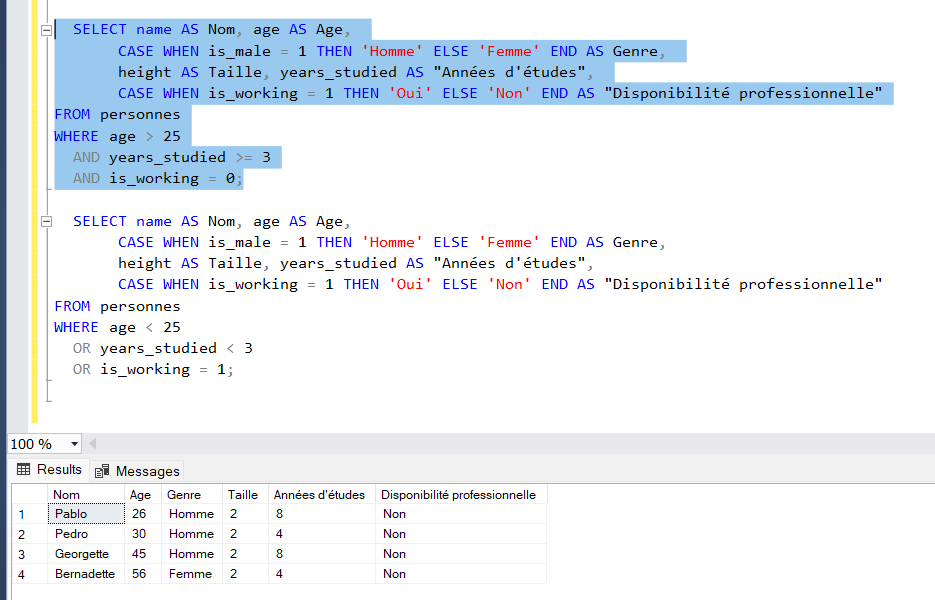 SELECT name AS Nom, age AS Age,
CASE WHEN is_male = 1 THEN 'Homme' ELSE 'Femme' END AS Genre,
height AS Taille, years_studied AS "Années d'études",
CASE WHEN is_working = 1 THEN 'Oui' ELSE 'Non' END AS "Disponibilité professionnelle"
FROM personnes
WHERE age > 25
AND years_studied >= 3
AND is_working = 0;
SELECT name AS Nom, age AS Age,
CASE WHEN is_male = 1 THEN 'Homme' ELSE 'Femme' END AS Genre,
height AS Taille, years_studied AS "Années d'études",
CASE WHEN is_working = 1 THEN 'Oui' ELSE 'Non' END AS "Disponibilité professionnelle"
FROM personnes
WHERE age < 25
OR years_studied < 3
OR is_working = 1;
100 %
Results Messages
Nom Age Genre Taille Années d'études Disponibilité professionnelle
1 Pablo 26 Homme 2 8 Non
2 Pedro 30 Homme 2 4 Non
3 Georgette 45 Homme 2 8 Non
4 Bernadette 56 Femme 2 4 Non